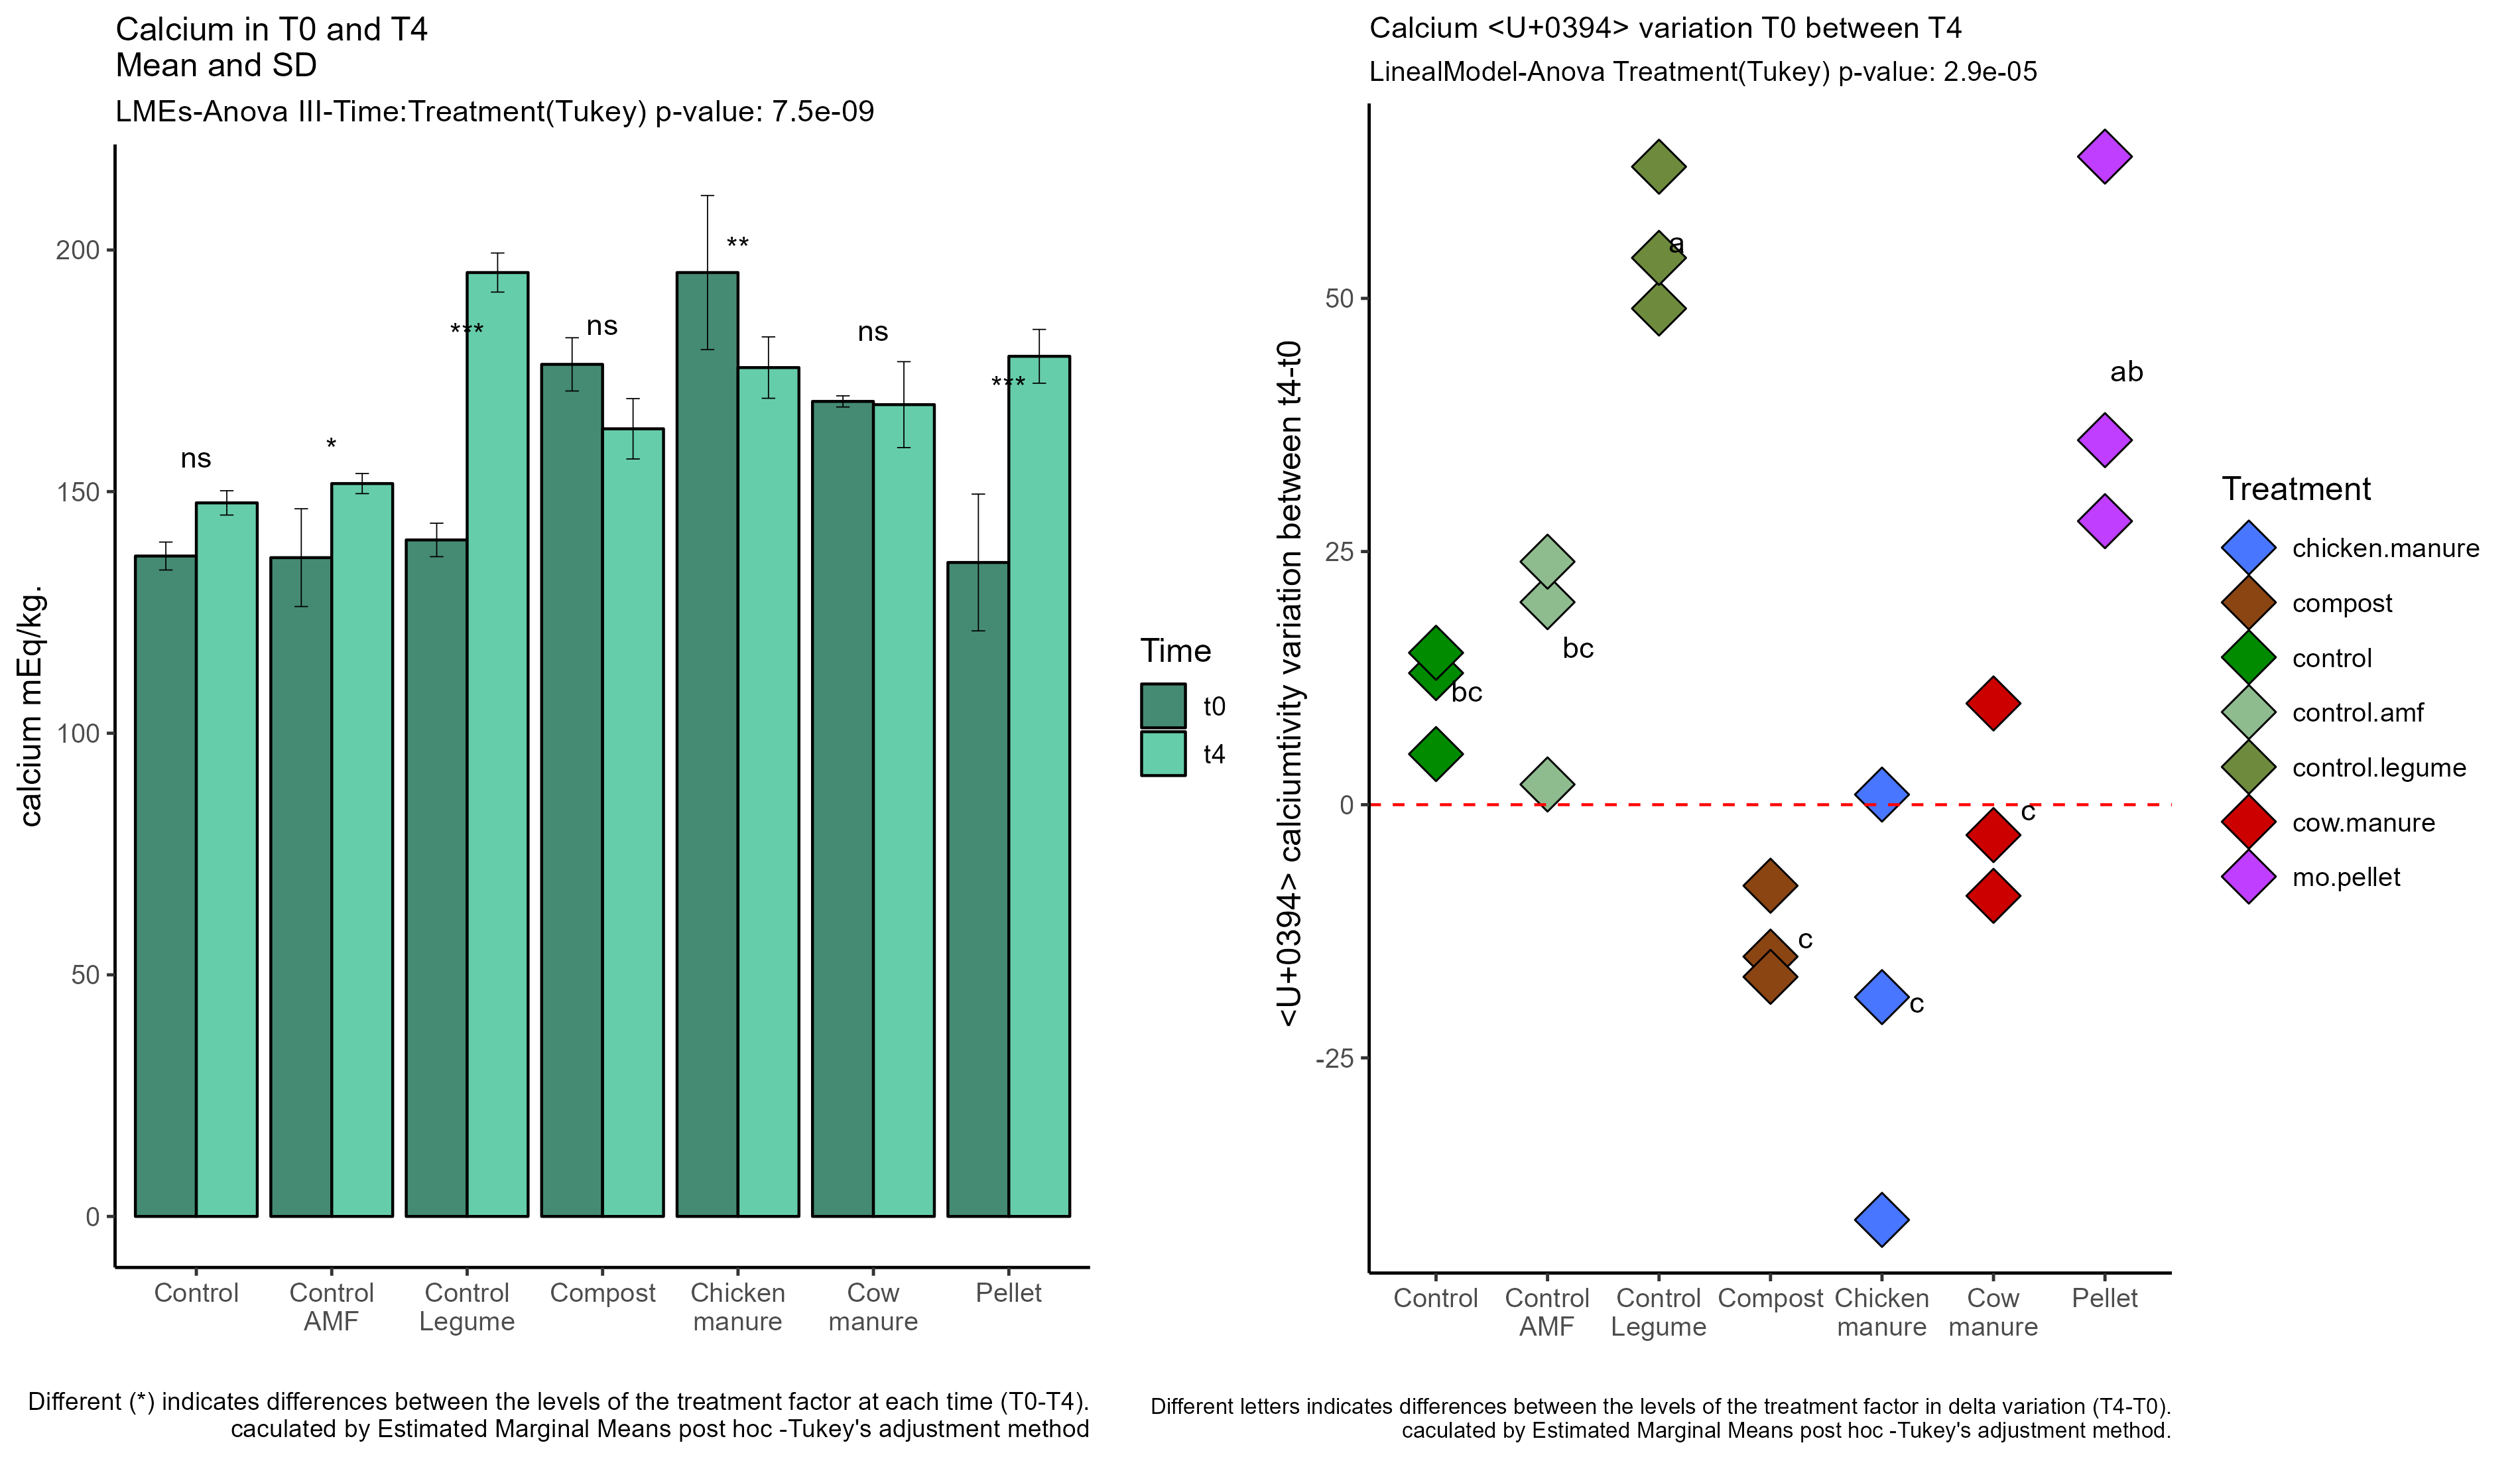 Calcium in T0 and T4
Mean and SD
LMEs-Anova III-Time:Treatment(Tukey) p-value: 7.5e-09
calcium mEq/kg.
200
150
100
50
0
ns
*
***
ns
**
ns
***
Control
Control
AMF
Control
Legume
Compost
Chicken
manure
Cow
manure
Pellet
Time
t0
t4
Different (*) indicates differences between the levels of the treatment factor at each time (T0-T4).
caculated by Estimated Marginal Means post hoc -Tukey's adjustment method
Calcium <U+0394> variation T0 between T4
LinealModel-Anova Treatment(Tukey) p-value: 2.9e-05
<U+0394> calciumtivity variation between t4-t0
50
25
0
-25
bc
bc
a
c
c
c
ab
Control
Control
AMF
Control
Legume
Compost
Chicken
manure
Cow
manure
Pellet
Treatment
chicken.manure
compost
control
control.amf
control.legume
cow.manure
mo.pellet
Different letters indicates differences between the levels of the treatment factor in delta variation (T4-T0).
caculated by Estimated Marginal Means post hoc -Tukey's adjustment method.